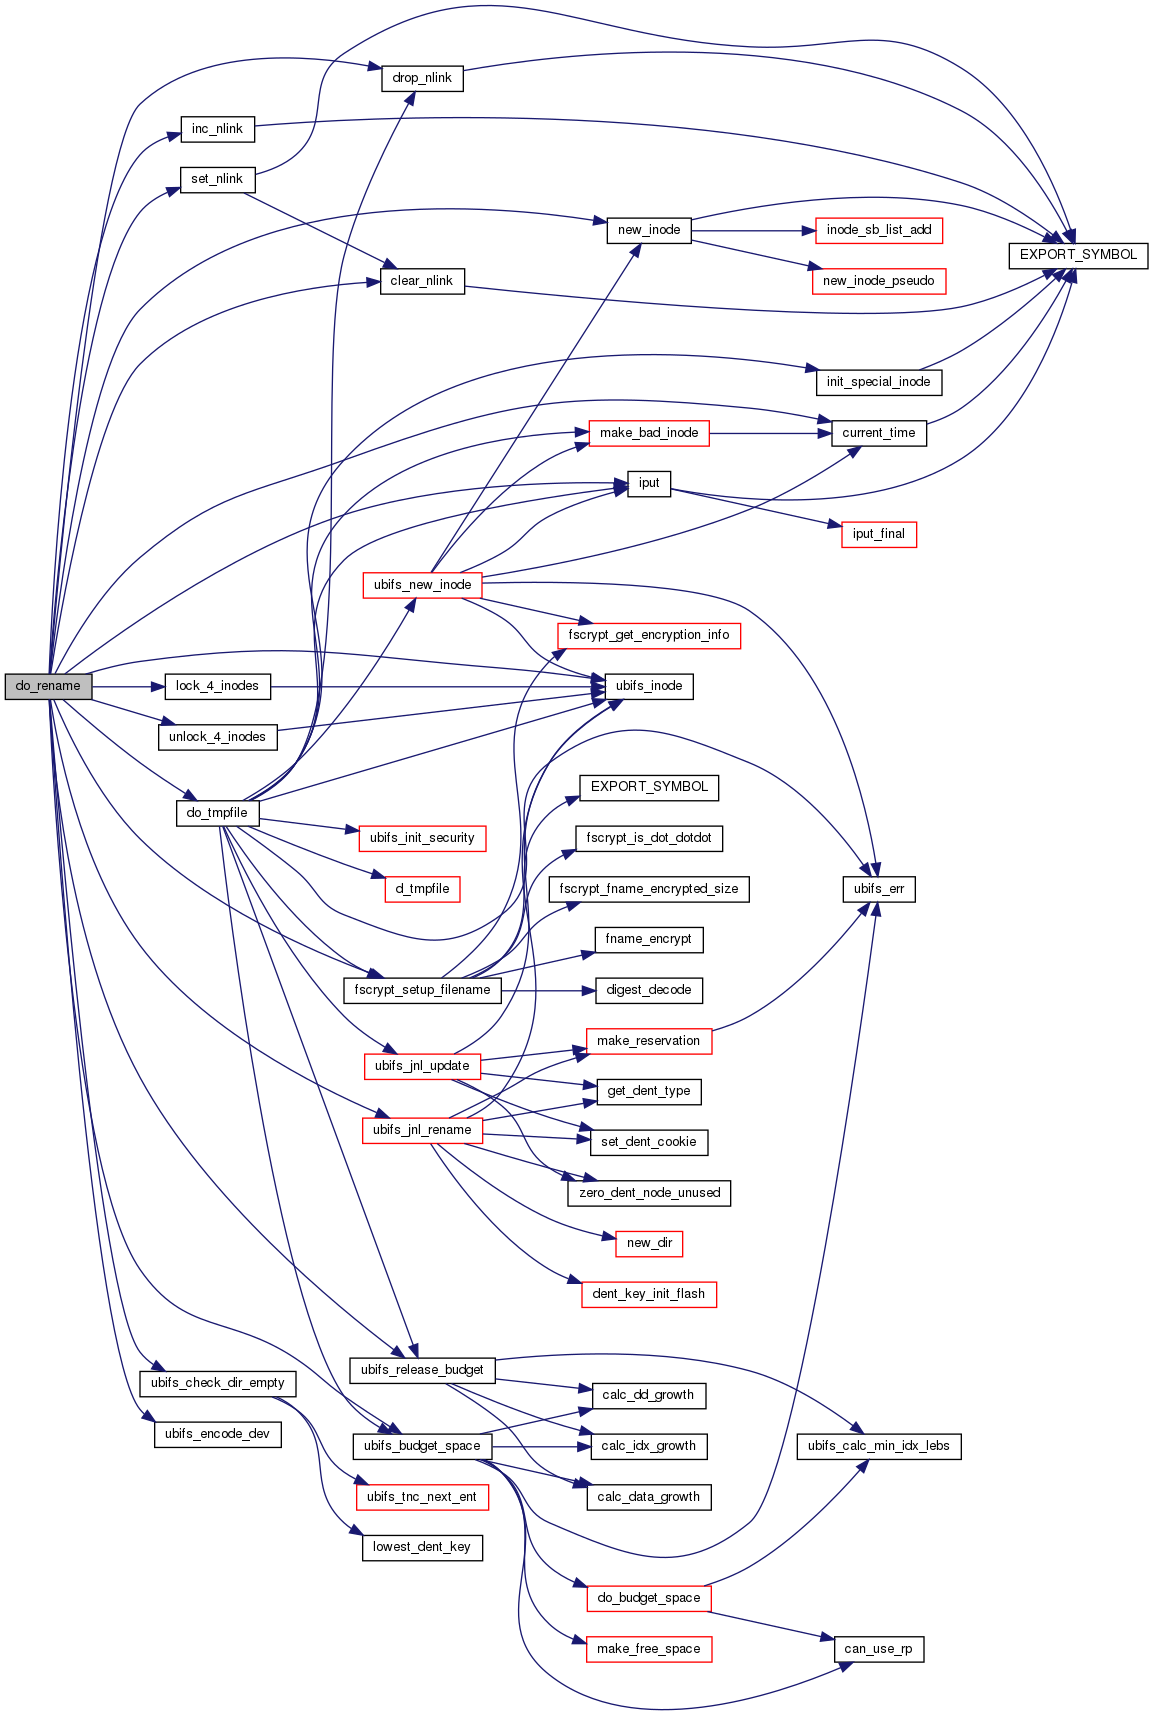 drop_nlink
inc_nlink
set_nlink
new_inode
inode_sb_list_add
EXPORT_SYMBOL
clear_nlink
new_inode_pseudo
init_special_inode
make_bad_inode
current_time
iput
iput_final
ubifs_new_inode
fscrypt_get_encryption_info
do_rename
lock_4_inodes
ubifs_inode
unlock_4_inodes
EXPORT_SYMBOL
do_tmpfile
ubifs_init_security
fscrypt_is_dot_dotdot
d_tmpfile
fscrypt_fname_encrypted_size
ubifs_err
fname_encrypt
fscrypt_setup_filename
digest_decode
make_reservation
ubifs_jnl_update
get_dent_type
ubifs_jnl_rename
set_dent_cookie
zero_dent_node_unused
new_dir
dent_key_init_flash
ubifs_release_budget
ubifs_check_dir_empty
calc_dd_growth
ubifs_encode_dev
ubifs_budget_space
calc_idx_growth
ubifs_calc_min_idx_lebs
ubifs_tnc_next_ent
calc_data_growth
lowest_dent_key
do_budget_space
make_free_space
can_use_rp